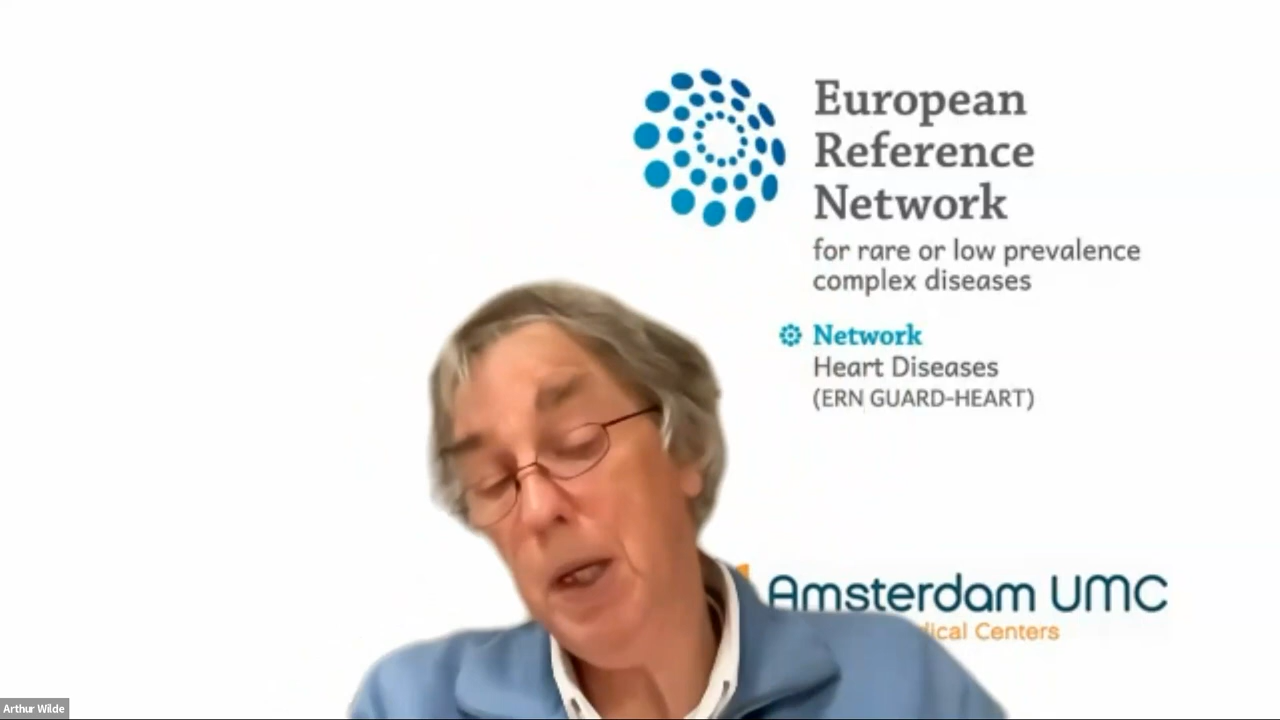 European
Reference
Network
for rare or low prevalence
complex diseases
Network
Heart Diseases
(ERN GUARD-HEART)
Amsterdam UMC
Centers
Arthur Wilde